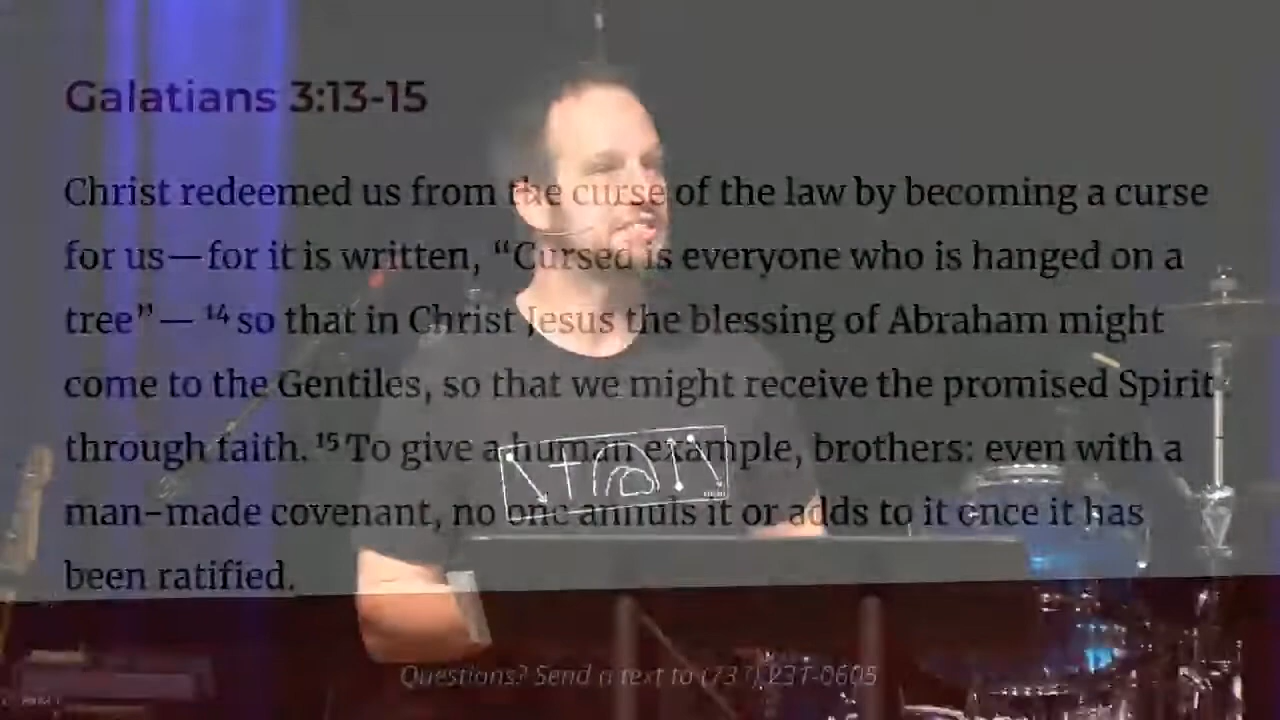 Galatians 3:13-15
Christ redeemed us from the curse of the law by becoming a curse
for us—for it is written, “Cursed is everyone who is hanged on a
tree”— ¹⁴ so that in Christ Jesus the blessing of Abraham might
come to the Gentiles, so that we might receive the promised Spirit
through faith. ¹⁵ To give a human example, brothers: even with a
man-made covenant, no one annuls it or adds to it once it has
been ratified.
Questions? Send a text to (737) 231-0605